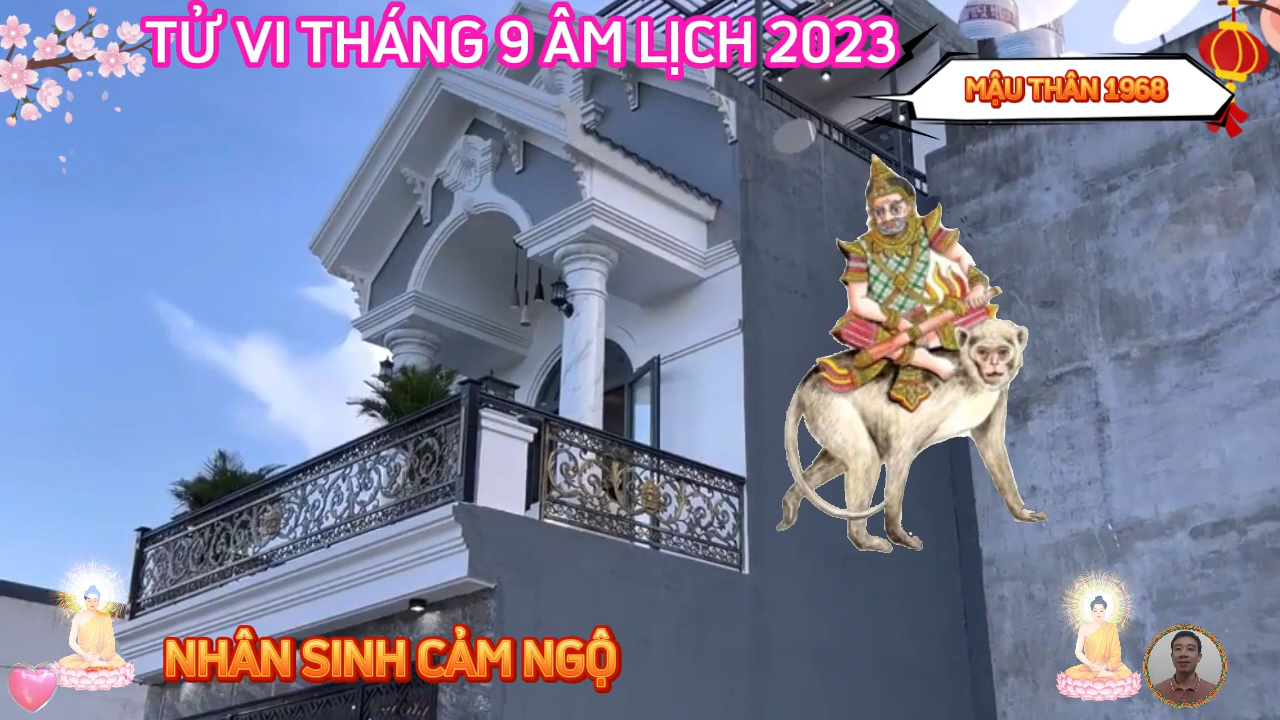 TỬ VI THÁNG 9 ÂM LỊCH 2023
MẬU THÂN 1968
NHÂN SINH CẢM NGỘ